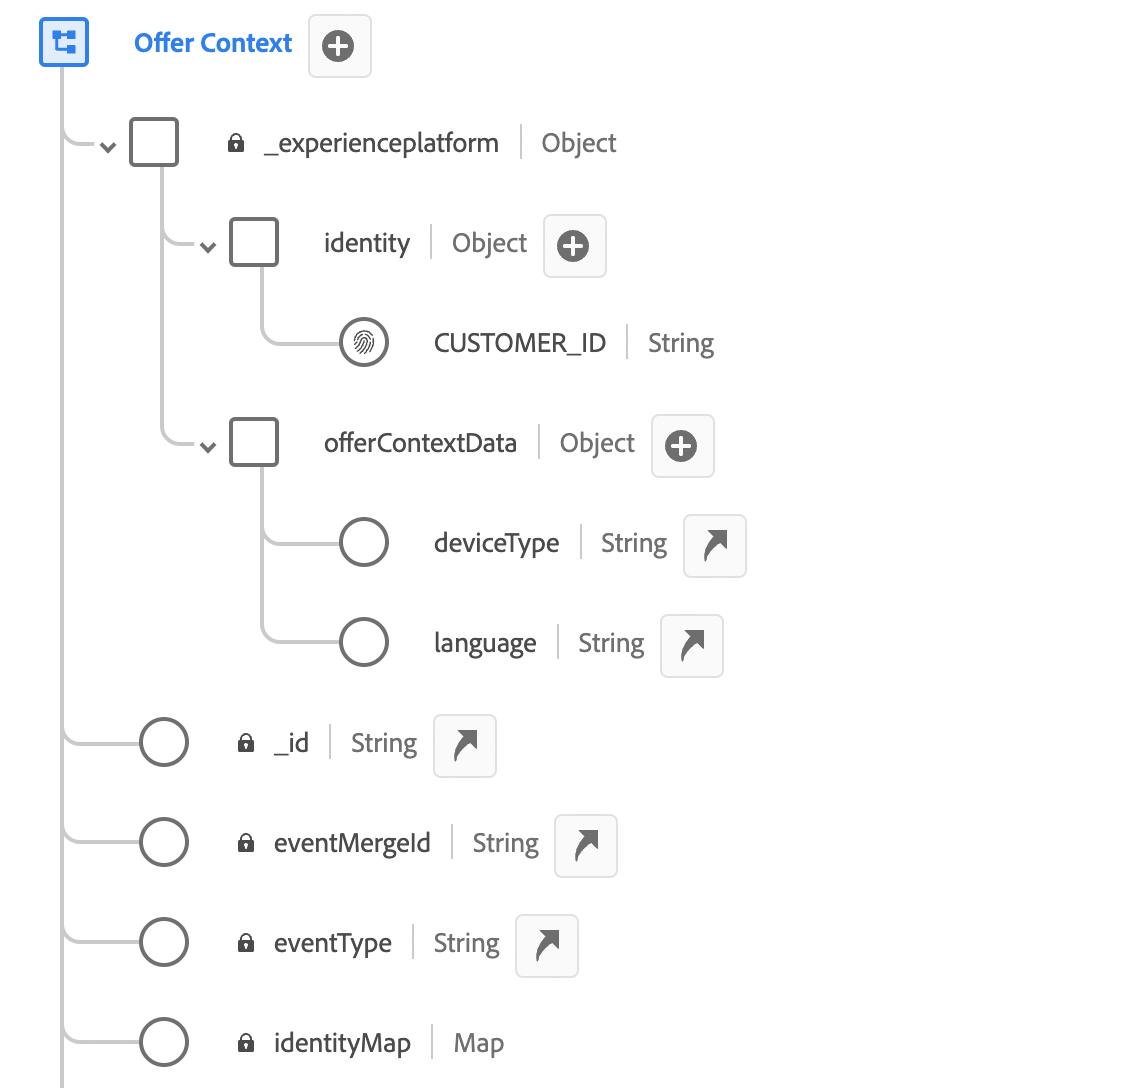 Offer Context
_experienceplatform Object
identity Object
CUSTOMER_ID String
offerContextData Object
deviceType String
language String
_id String
eventMergeId String
eventType String
identityMap Map